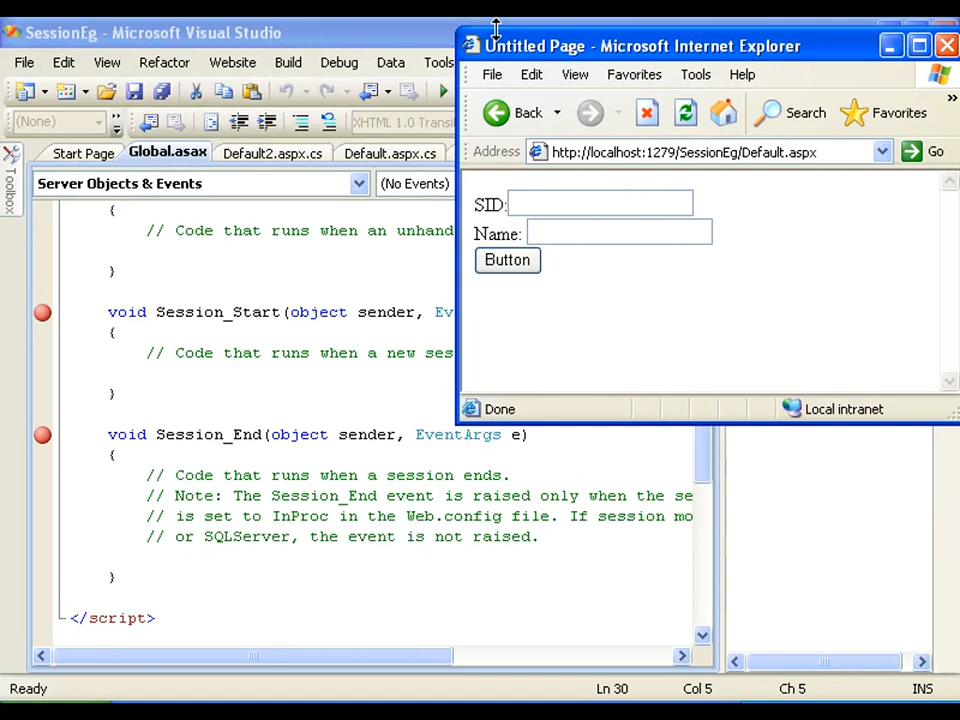 SessionEg - Microsoft Visual Studio
File Edit View Refactor Website Build Debug Data Tools
(None) XHTML 1.0 Transi
Toolbox
Start Page Global.asax Default2.aspx.cs Default.aspx.cs
Server Objects & Events (No Events)
{
// Code that runs when an unhand
}
void Session_Start(object sender, Ev
{
// Code that runs when a new ses
}
void Session_End(object sender, EventArgs e)
{
// Code that runs when a session ends.
// Note: The Session_End event is raised only when the se
// is set to InProc in the Web.config file. If session mo
// or SQLServer, the event is not raised.
}
</script>
Ready Ln 30 Col 5 Ch 5 INS
Untitled Page - Microsoft Internet Explorer
File Edit View Favorites Tools Help
Back Search Favorites
Address http://localhost:1279/SessionEg/Default.aspx Go
SID:
Name:
Button
Done Local intranet